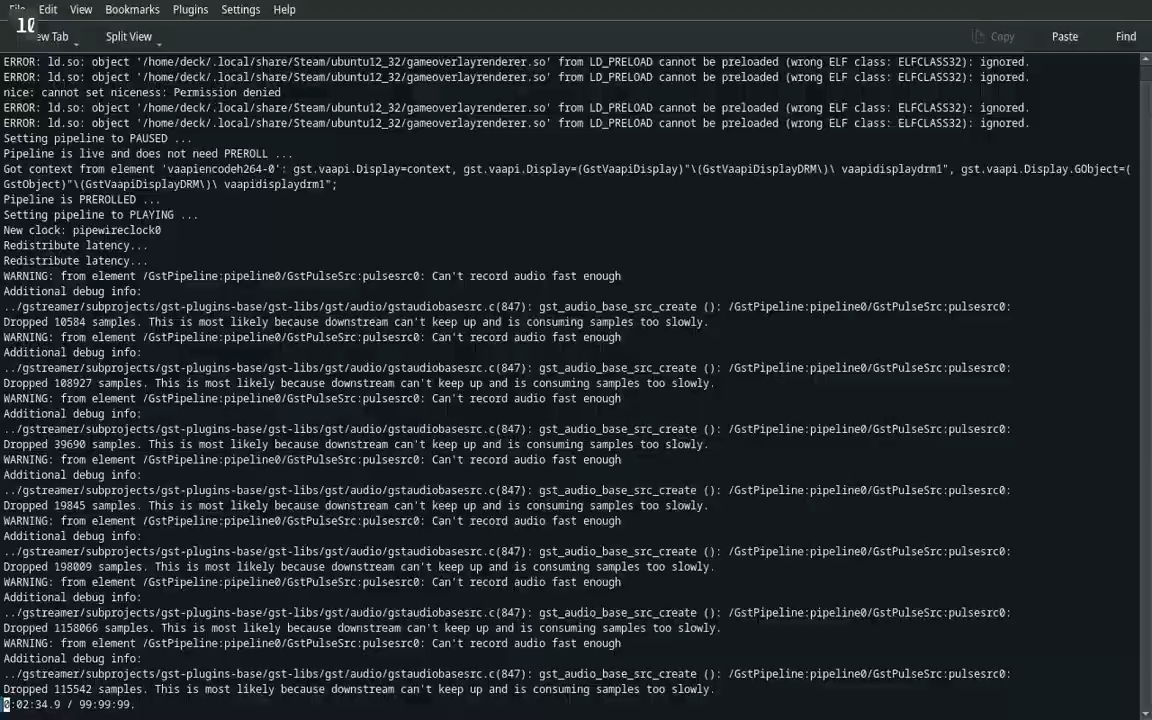 File Edit View Bookmarks Plugins Settings Help
10
ew Tab Split View Copy Paste Find
ERROR: ld.so: object '/home/deck/.local/share/Steam/ubuntu12_32/gameoverlayrenderer.so' from LD_PRELOAD cannot be preloaded (wrong ELF class: ELFCLASS32): ignored.
ERROR: ld.so: object '/home/deck/.local/share/Steam/ubuntu12_32/gameoverlayrenderer.so' from LD_PRELOAD cannot be preloaded (wrong ELF class: ELFCLASS32): ignored.
nice: cannot set niceness: Permission denied
ERROR: ld.so: object '/home/deck/.local/share/Steam/ubuntu12_32/gameoverlayrenderer.so' from LD_PRELOAD cannot be preloaded (wrong ELF class: ELFCLASS32): ignored.
ERROR: ld.so: object '/home/deck/.local/share/Steam/ubuntu12_32/gameoverlayrenderer.so' from LD_PRELOAD cannot be preloaded (wrong ELF class: ELFCLASS32): ignored.
Setting pipeline to PAUSED ...
Pipeline is live and does not need PREROLL ...
Got context from element 'vaapiencodeh264-0': gst.vaapi.Display=context, gst.vaapi.Display=(GstVaapiDisplay)"\(GstVaapiDisplayDRM\)\ vaapidisplaydrm1", gst.vaapi.Display.GObject=(
GstObject)"\(GstVaapiDisplayDRM\)\ vaapidisplaydrm1";
Pipeline is PREROLLED ...
Setting pipeline to PLAYING ...
New clock: pipewireclock0
Redistribute latency...
Redistribute latency...
WARNING: from element /GstPipeline:pipeline0/GstPulseSrc:pulsesrc0: Can't record audio fast enough
Additional debug info:
../gstreamer/subprojects/gst-plugins-base/gst-libs/gst/audio/gstaudiobasesrc.c(847): gst_audio_base_src_create (): /GstPipeline:pipeline0/GstPulseSrc:pulsesrc0:
Dropped 10584 samples. This is most likely because downstream can't keep up and is consuming samples too slowly.
WARNING: from element /GstPipeline:pipeline0/GstPulseSrc:pulsesrc0: Can't record audio fast enough
Additional debug info:
../gstreamer/subprojects/gst-plugins-base/gst-libs/gst/audio/gstaudiobasesrc.c(847): gst_audio_base_src_create (): /GstPipeline:pipeline0/GstPulseSrc:pulsesrc0:
Dropped 108927 samples. This is most likely because downstream can't keep up and is consuming samples too slowly.
WARNING: from element /GstPipeline:pipeline0/GstPulseSrc:pulsesrc0: Can't record audio fast enough
Additional debug info:
../gstreamer/subprojects/gst-plugins-base/gst-libs/gst/audio/gstaudiobasesrc.c(847): gst_audio_base_src_create (): /GstPipeline:pipeline0/GstPulseSrc:pulsesrc0:
Dropped 39690 samples. This is most likely because downstream can't keep up and is consuming samples too slowly.
WARNING: from element /GstPipeline:pipeline0/GstPulseSrc:pulsesrc0: Can't record audio fast enough
Additional debug info:
../gstreamer/subprojects/gst-plugins-base/gst-libs/gst/audio/gstaudiobasesrc.c(847): gst_audio_base_src_create (): /GstPipeline:pipeline0/GstPulseSrc:pulsesrc0:
Dropped 19845 samples. This is most likely because downstream can't keep up and is consuming samples too slowly.
WARNING: from element /GstPipeline:pipeline0/GstPulseSrc:pulsesrc0: Can't record audio fast enough
Additional debug info:
../gstreamer/subprojects/gst-plugins-base/gst-libs/gst/audio/gstaudiobasesrc.c(847): gst_audio_base_src_create (): /GstPipeline:pipeline0/GstPulseSrc:pulsesrc0:
Dropped 198009 samples. This is most likely because downstream can't keep up and is consuming samples too slowly.
WARNING: from element /GstPipeline:pipeline0/GstPulseSrc:pulsesrc0: Can't record audio fast enough
Additional debug info:
../gstreamer/subprojects/gst-plugins-base/gst-libs/gst/audio/gstaudiobasesrc.c(847): gst_audio_base_src_create (): /GstPipeline:pipeline0/GstPulseSrc:pulsesrc0:
Dropped 1158066 samples. This is most likely because downstream can't keep up and is consuming samples too slowly.
WARNING: from element /GstPipeline:pipeline0/GstPulseSrc:pulsesrc0: Can't record audio fast enough
Additional debug info:
../gstreamer/subprojects/gst-plugins-base/gst-libs/gst/audio/gstaudiobasesrc.c(847): gst_audio_base_src_create (): /GstPipeline:pipeline0/GstPulseSrc:pulsesrc0:
Dropped 115542 samples. This is most likely because downstream can't keep up and is consuming samples too slowly.
0:02:34.9 / 99:99:99.